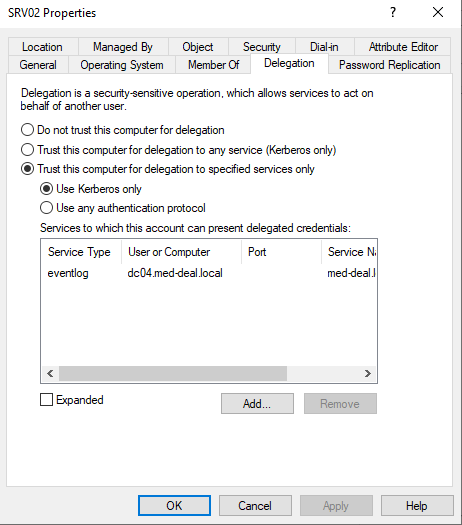 SRV02 Properties
?
Location Managed By Object Security Dial-in Attribute Editor
General Operating System Member Of Delegation Password Replication
Delegation is a security-sensitive operation, which allows services to act on
behalf of another user.
Do not trust this computer for delegation
Trust this computer for delegation to any service (Kerberos only)
Trust this computer for delegation to specified services only
Use Kerberos only
Use any authentication protocol
Services to which this account can present delegated credentials:
Service Type User or Computer Port Service
eventlog dc04.med-deal.local
Expanded Add... Remove
OK Cancel Apply Help